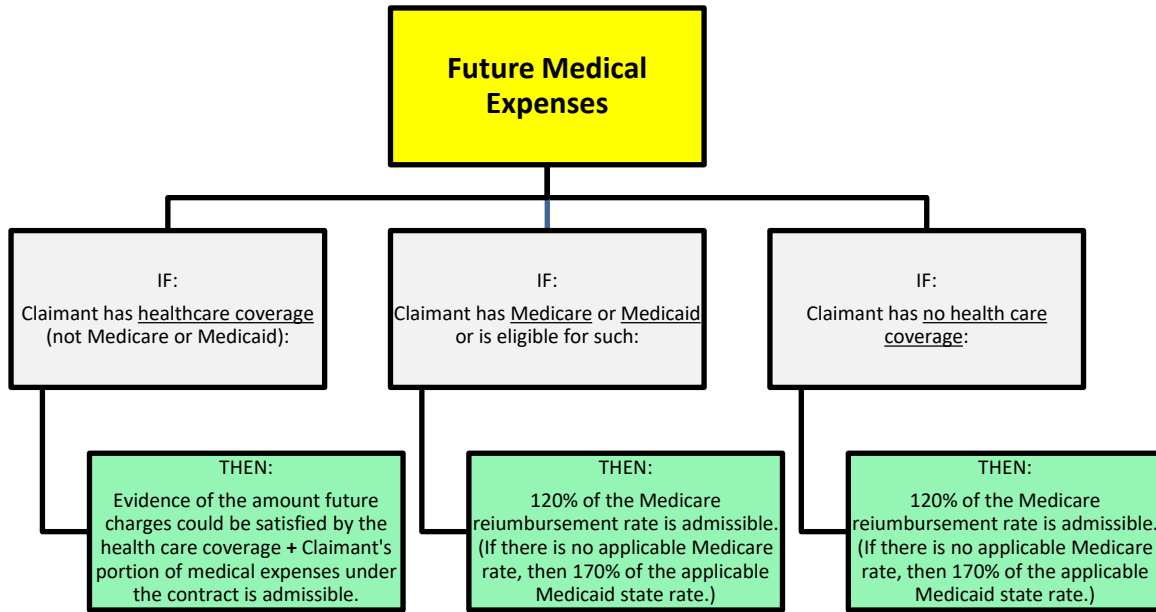 Future Medical
Expenses
IF:
Claimant has healthcare coverage
(not Medicare or Medicaid):
THEN:
Evidence of the amount future
charges could be satisfied by the
health care coverage + Claimant's
portion of medical expenses under
the contract is admissible.
IF:
Claimant has Medicare or Medicaid
or is eligible for such:
THEN:
120% of the Medicare
reiumbursement rate is admissible.
(If there is no applicable Medicare
rate, then 170% of the applicable
Medicaid state rate.)
IF:
Claimant has no health care
coverage:
THEN:
120% of the Medicare
reiumbursement rate is admissible.
(If there is no applicable Medicare
rate, then 170% of the applicable
Medicaid state rate.)